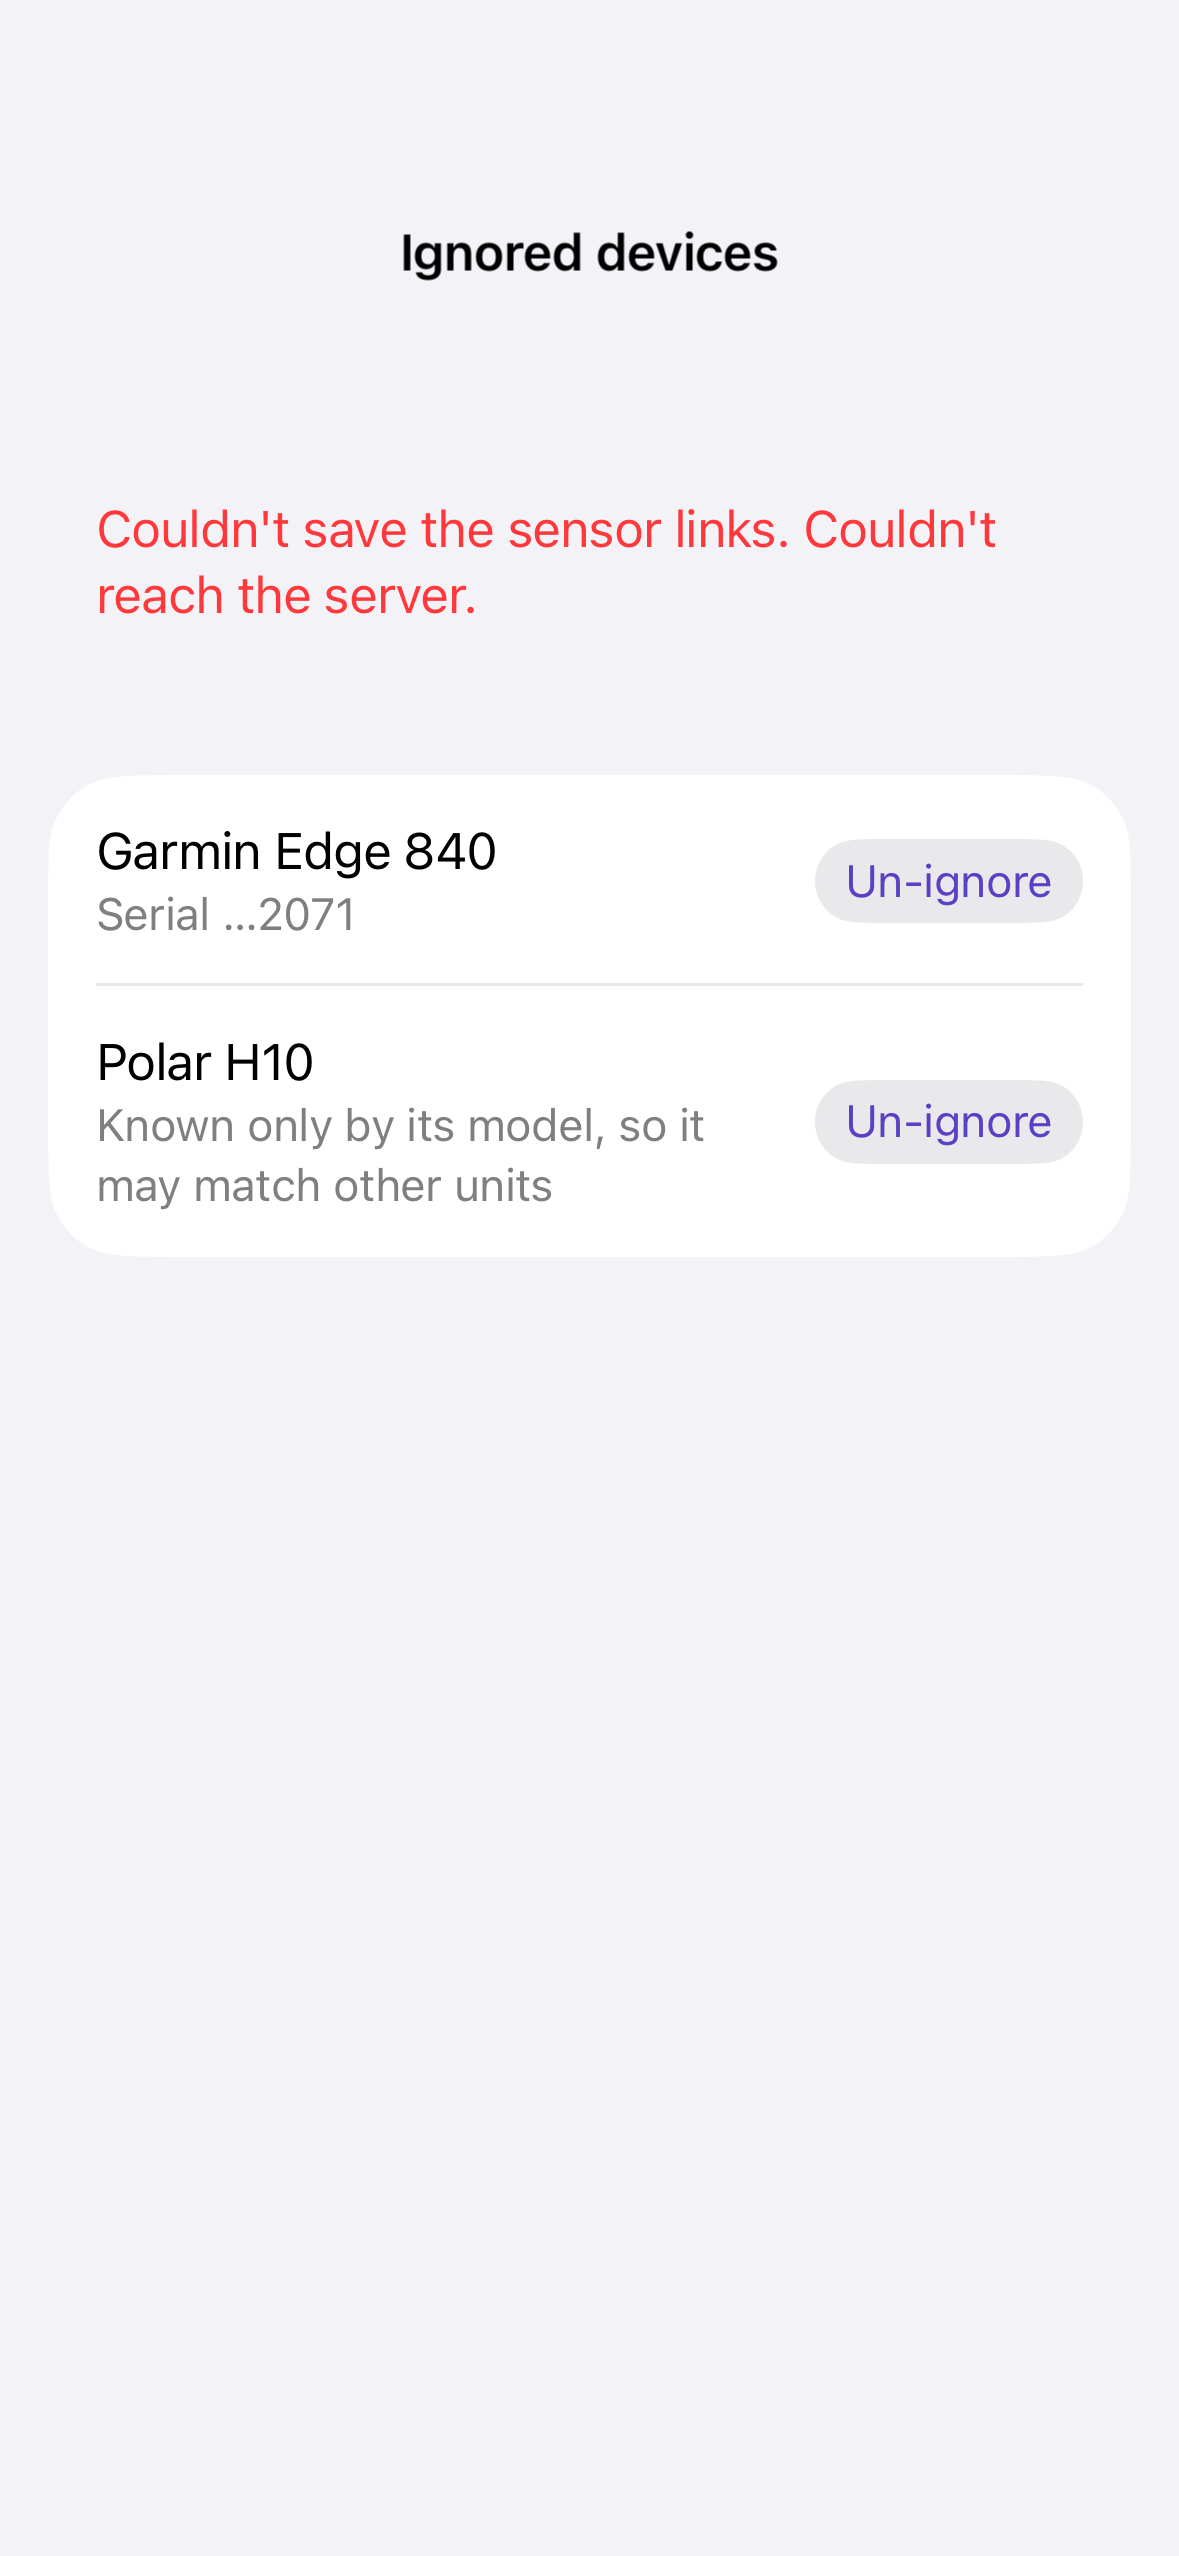 Ignored devices
Couldn't save the sensor links. Couldn't
reach the server.
Garmin Edge 840
Serial ...2071
Un-ignore
Polar H10
Known only by its model, so it
may match other units
Un-ignore